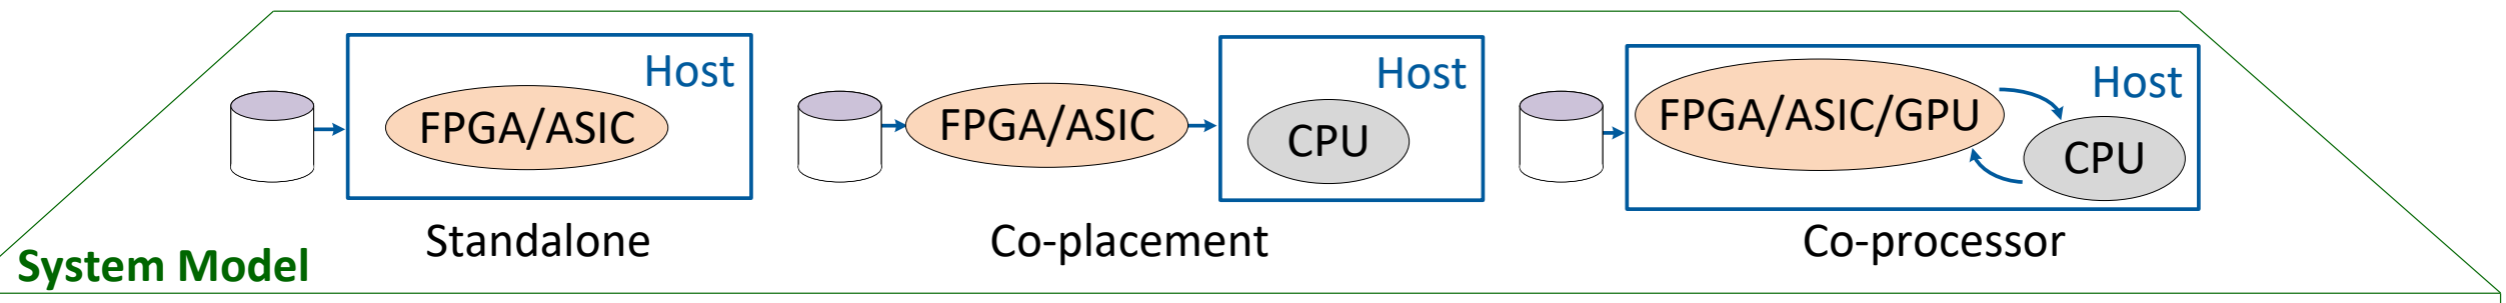 Host
FPGA/ASIC
Standalone
FPGA/ASIC
Host
CPU
Co-placement
FPGA/ASIC/GPU
Host
CPU
Co-processor
System Model